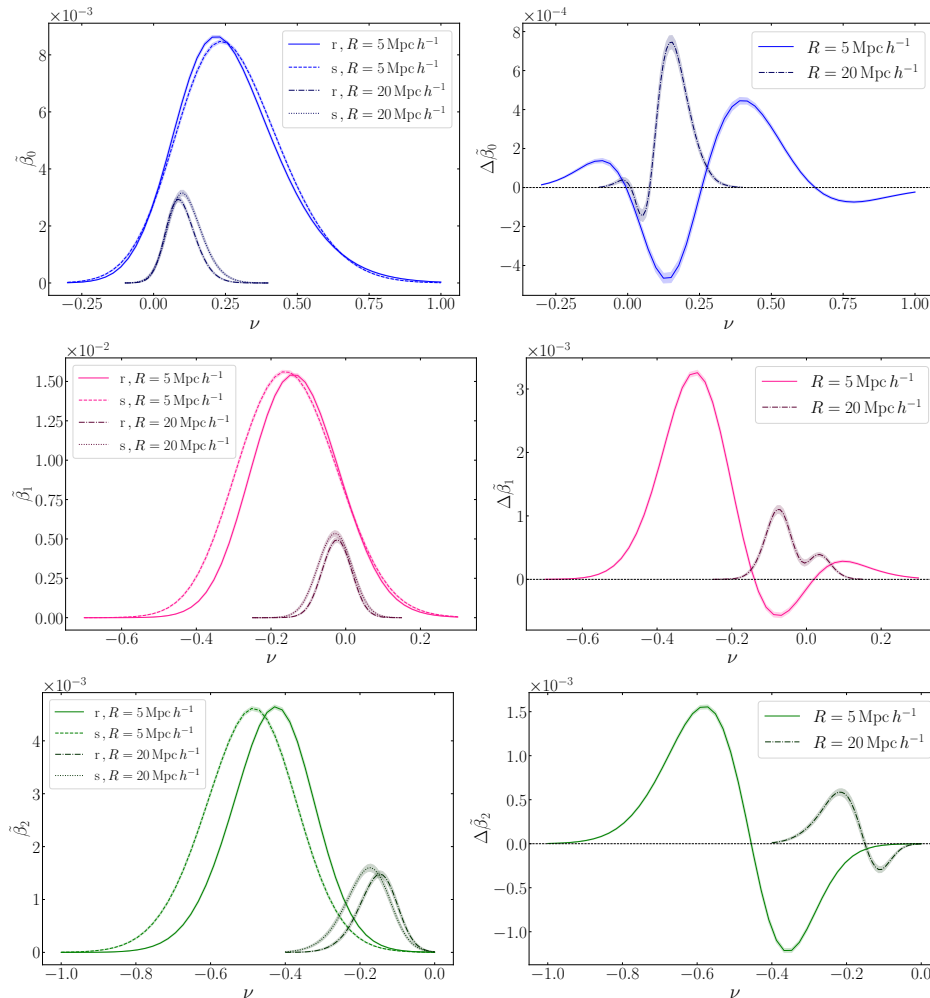 ×10⁻³
8
6
4
2
0
β̃₀
r , R = 5 Mpc h⁻¹
s , R = 5 Mpc h⁻¹
r , R = 20 Mpc h⁻¹
s , R = 20 Mpc h⁻¹
−0.25 0.00 0.25 0.50 0.75 1.00
ν
×10⁻⁴
8
6
4
2
0
−2
−4
Δβ̃₀
R = 5 Mpc h⁻¹
R = 20 Mpc h⁻¹
−0.25 0.00 0.25 0.50 0.75 1.00
ν
×10⁻²
1.50
1.25
1.00
0.75
0.50
0.25
0.00
β̃₁
r , R = 5 Mpc h⁻¹
s , R = 5 Mpc h⁻¹
r , R = 20 Mpc h⁻¹
s , R = 20 Mpc h⁻¹
−0.6 −0.4 −0.2 0.0 0.2
ν
×10⁻³
3
2
1
0
Δβ̃₁
R = 5 Mpc h⁻¹
R = 20 Mpc h⁻¹
−0.6 −0.4 −0.2 0.0 0.2
ν
×10⁻³
4
3
2
1
0
β̃₂
r , R = 5 Mpc h⁻¹
s , R = 5 Mpc h⁻¹
r , R = 20 Mpc h⁻¹
s , R = 20 Mpc h⁻¹
−1.0 −0.8 −0.6 −0.4 −0.2 0.0
ν
×10⁻³
1.5
1.0
0.5
0.0
−0.5
−1.0
Δβ̃₂
R = 5 Mpc h⁻¹
R = 20 Mpc h⁻¹
−1.0 −0.8 −0.6 −0.4 −0.2 0.0
ν